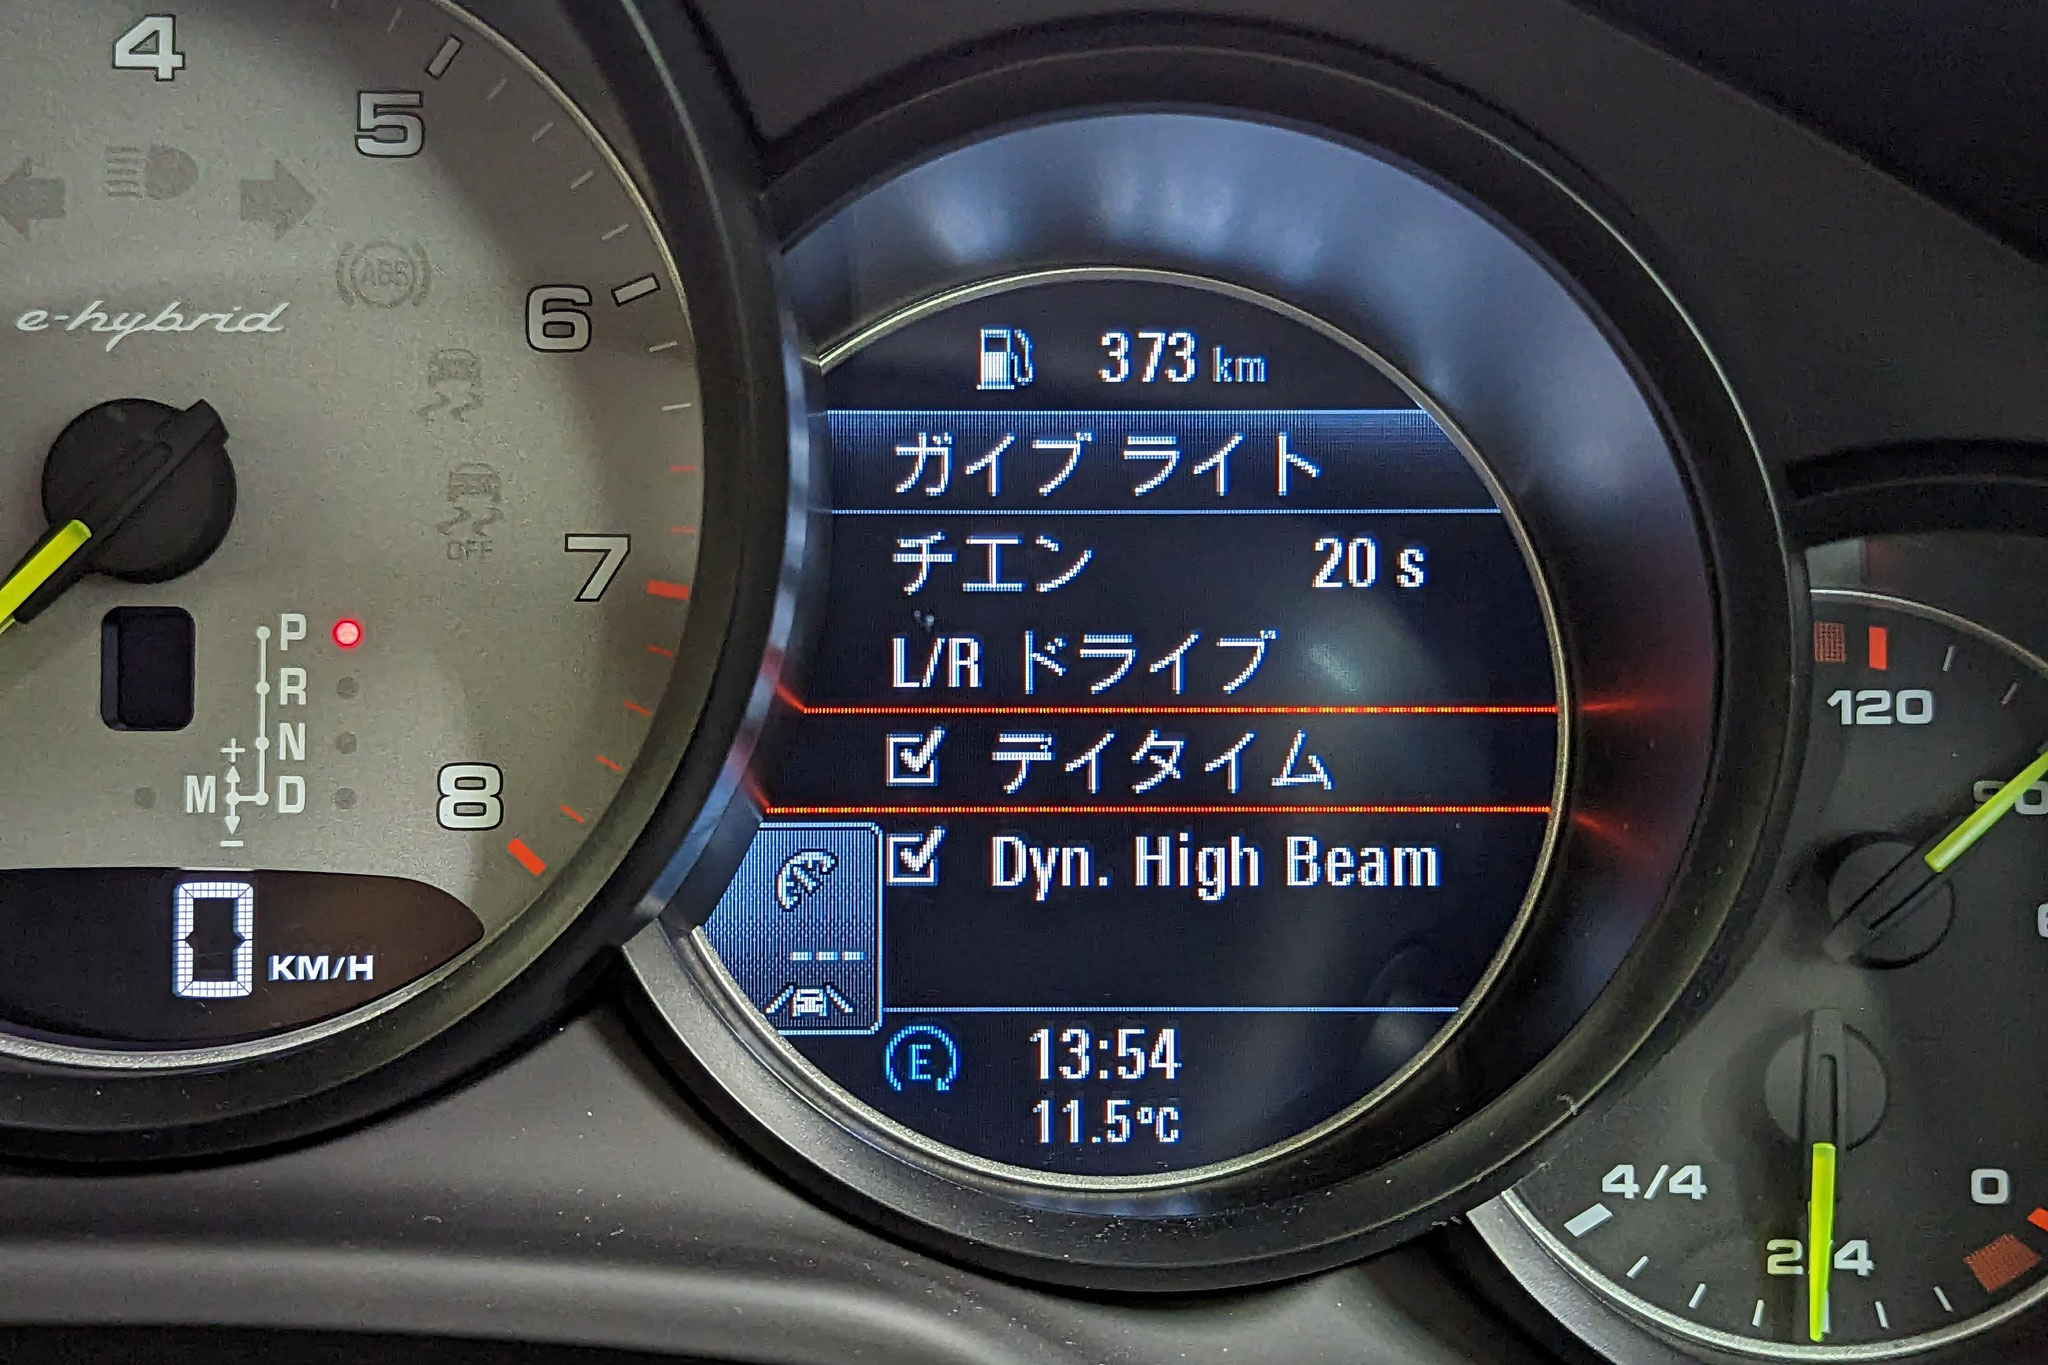 4
5
6
7
8
ABS
e-hybrid
OFF
P
R
N
D
M
+
−
0 KM/H
373 km
ガイブ ライト
チエン 20 s
L/R ドライブ
デイタイム
Dyn. High Beam
E
13:54
11.5°C
120
90
4/4
2/4
0